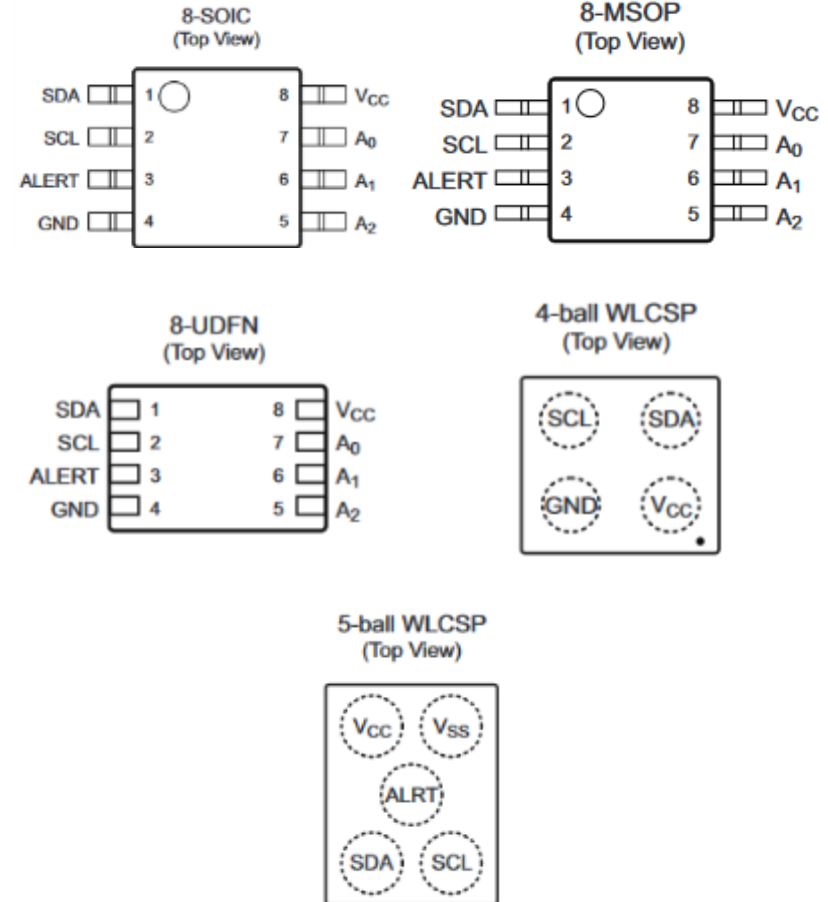 8-SOIC
(Top View)
SDA 1 8 VCC
SCL 2 7 A0
ALERT 3 6 A1
GND 4 5 A2
8-MSOP
(Top View)
SDA 1 8 VCC
SCL 2 7 A0
ALERT 3 6 A1
GND 4 5 A2
8-UDFN
(Top View)
SDA 1 8 VCC
SCL 2 7 A0
ALERT 3 6 A1
GND 4 5 A2
4-ball WLCSP
(Top View)
SCL SDA
GND VCC
5-ball WLCSP
(Top View)
VCC VSS
ALRT
SDA SCL